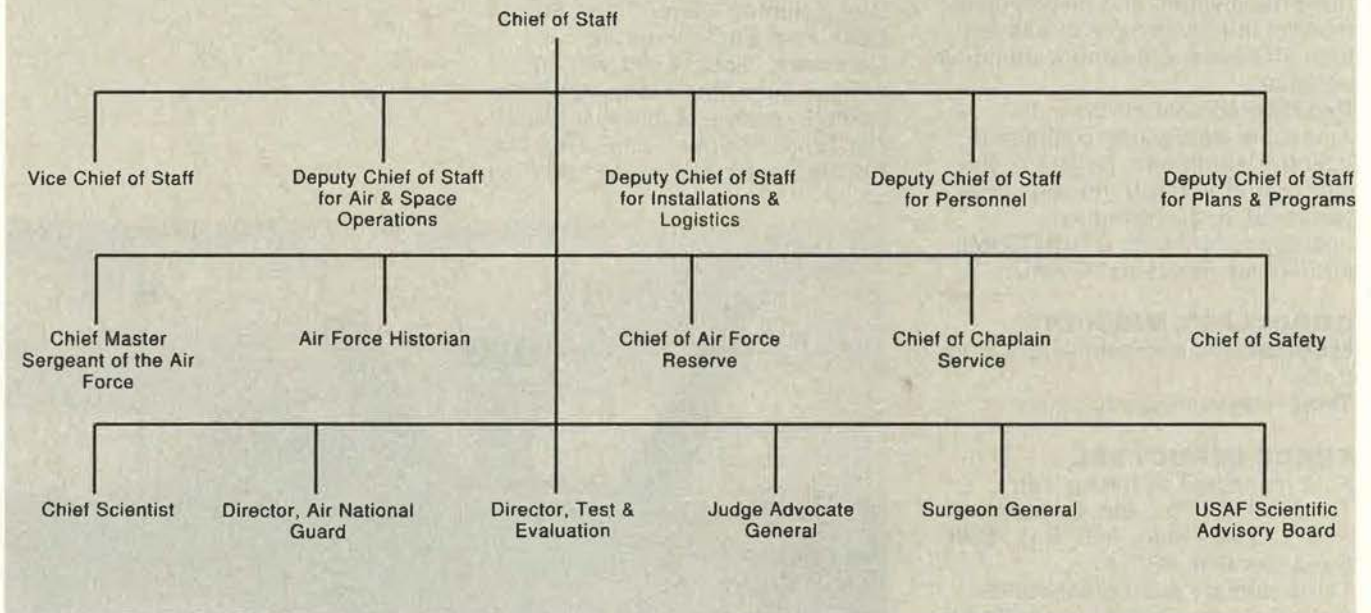 Chief of Staff
Vice Chief of Staff
Deputy Chief of Staff
for Air & Space
Operations
Deputy Chief of Staff
for Installations &
Logistics
Deputy Chief of Staff
for Personnel
Deputy Chief of Staff
for Plans & Programs
Chief Master
Sergeant of the Air
Force
Air Force Historian
Chief of Air Force
Reserve
Chief of Chaplain
Service
Chief of Safety
Chief Scientist
Director, Air National
Guard
Director, Test &
Evaluation
Judge Advocate
General
Surgeon General
USAF Scientific
Advisory Board